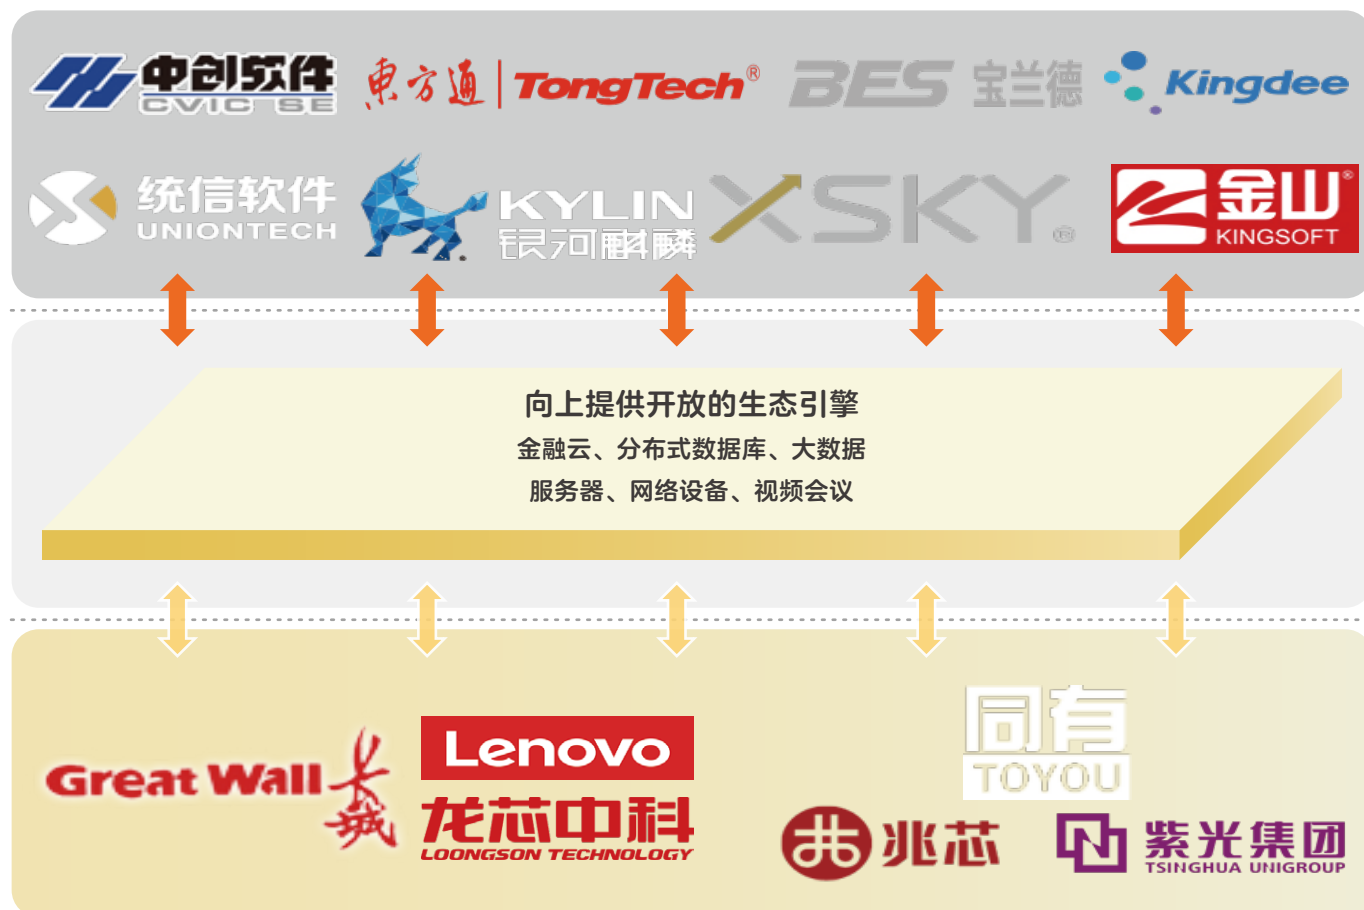 中创软件
CVIC SE
東方通 | TongTech®
BES 宝兰德
Kingdee
统信软件
UNIONTECH
KYLIN
银河麒麟
XSKY®
金山®
KINGSOFT
向上提供开放的生态引擎
金融云、分布式数据库、大数据
服务器、网络设备、视频会议
Great Wall 长城
Lenovo
龙芯中科
LOONGSON TECHNOLOGY
同有
TOYOU
兆芯
紫光集团
TSINGHUA UNIGROUP